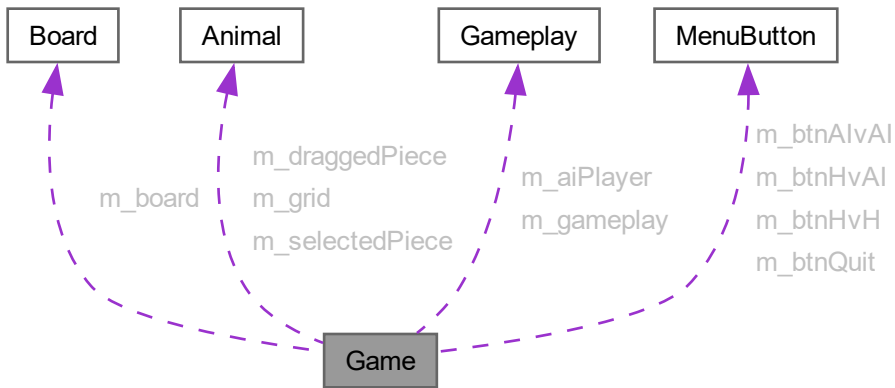 Board
Animal
Gameplay
MenuButton
m_board
m_draggedPiece
m_grid
m_selectedPiece
m_aiPlayer
m_gameplay
m_btnAIvAI
m_btnHvAI
m_btnHvH
m_btnQuit
Game